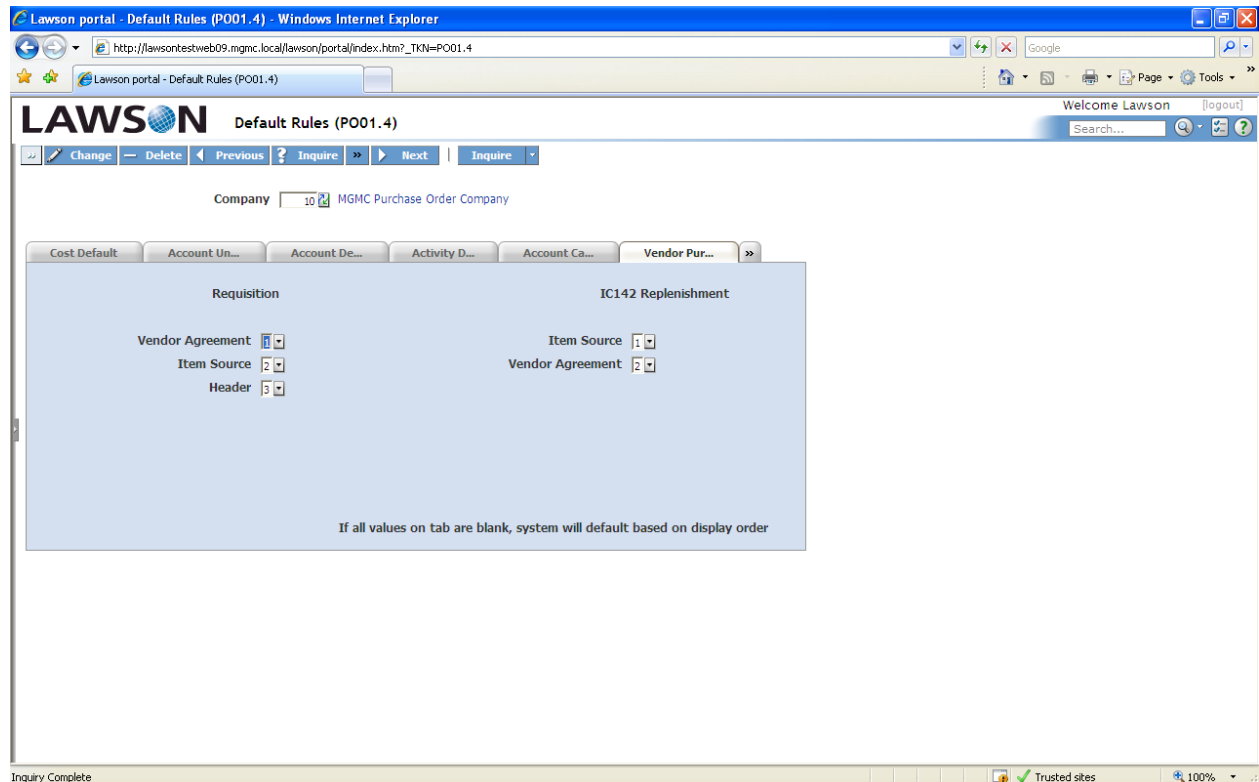 Lawson portal - Default Rules (PO01.4) - Windows Internet Explorer
http://lawsontestweb09.mgmc.local/lawson/portal/index.htm?_TKN=PO01.4
Google
Lawson portal - Default Rules (PO01.4)
Page
Tools
»
LAWSON
Default Rules (PO01.4)
Welcome Lawson
[logout]
Search...
Change
Delete
Previous
? Inquire
»
Next
|
Inquire
Company 10 MGMC Purchase Order Company
Cost Default
Account Un...
Account De...
Activity D...
Account Ca...
Vendor Pur...
»
Requisition
IC142 Replenishment
Vendor Agreement 1
Item Source 1
Item Source 2
Vendor Agreement 2
Header 3
If all values on tab are blank, system will default based on display order
Inquiry Complete
Trusted sites
100%